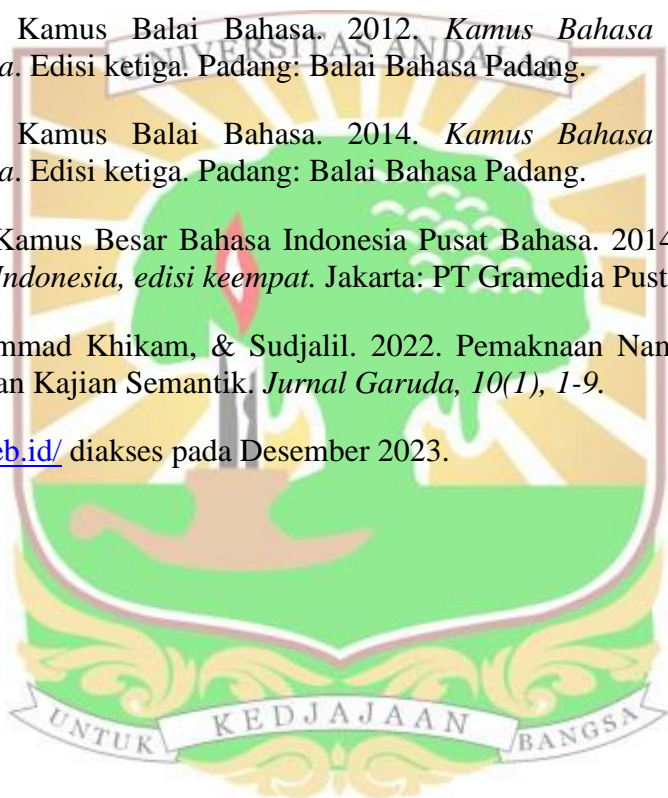 Kamus Balai Bahasa. 2012. Kamus Bahasa
UNIVERSITAS ANDALAS
a. Edisi ketiga. Padang: Balai Bahasa Padang.
Kamus Balai Bahasa. 2014. Kamus Bahasa
a. Edisi ketiga. Padang: Balai Bahasa Padang.
Kamus Besar Bahasa Indonesia Pusat Bahasa. 2014
Indonesia, edisi keempat. Jakarta: PT Gramedia Pust
mmad Khikam, & Sudjalil. 2022. Pemaknaan Nan
an Kajian Semantik. Jurnal Garuda, 10(1), 1-9.
eb.id/ diakses pada Desember 2023.
UNTUK KEDJAJAAN BANGSA